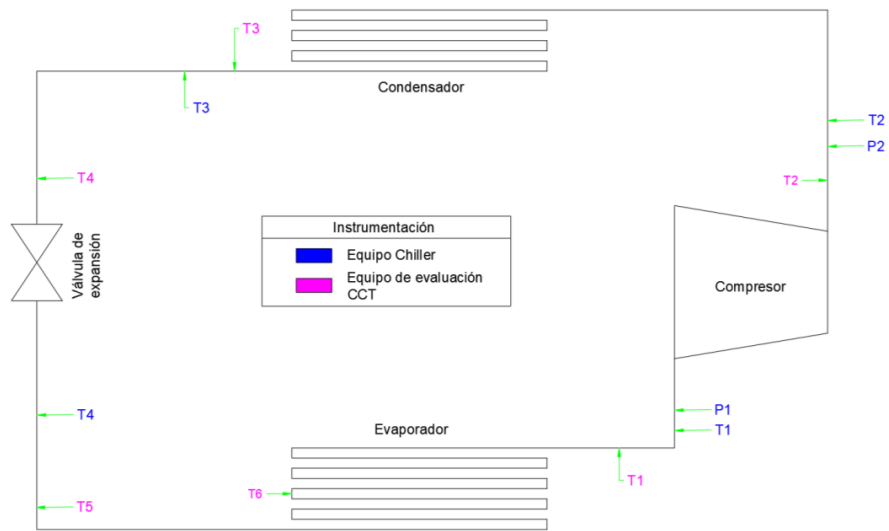 T3
Condensador
T3
T2
P2
T4
T2
Instrumentación
Válvula de
expansión
Equipo Chiller
Equipo de evaluación
CCT
Compresor
T4
P1
Evaporador
T1
T6
T1
T5